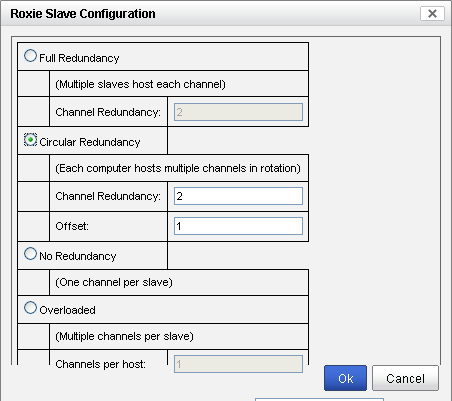 Roxie Slave Configuration
Full Redundancy
(Multiple slaves host each channel)
Channel Redundancy: 2
Circular Redundancy
(Each computer hosts multiple channels in rotation)
Channel Redundancy: 2
Offset: 1
No Redundancy
(One channel per slave)
Overloaded
(Multiple channels per slave)
Channels per host: 1
Ok Cancel